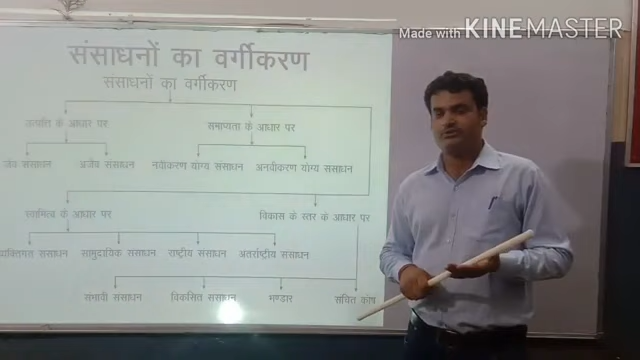 Made with KINEMASTER
संसाधनों का वर्गीकरण
संसाधनों का वर्गीकरण
उत्पत्ति के आधार पर
समाप्यता के आधार पर
जैव संसाधन
अजैव संसाधन
नवीकरण योग्य संसाधन
अनवीकरण योग्य संसाधन
स्वामित्व के आधार पर
विकास के स्तर के आधार पर
व्यक्तिगत संसाधन
सामुदायिक संसाधन
राष्ट्रीय संसाधन
अंतर्राष्ट्रीय संसाधन
संभावी संसाधन
विकसित संसाधन
भण्डार
संचित कोष